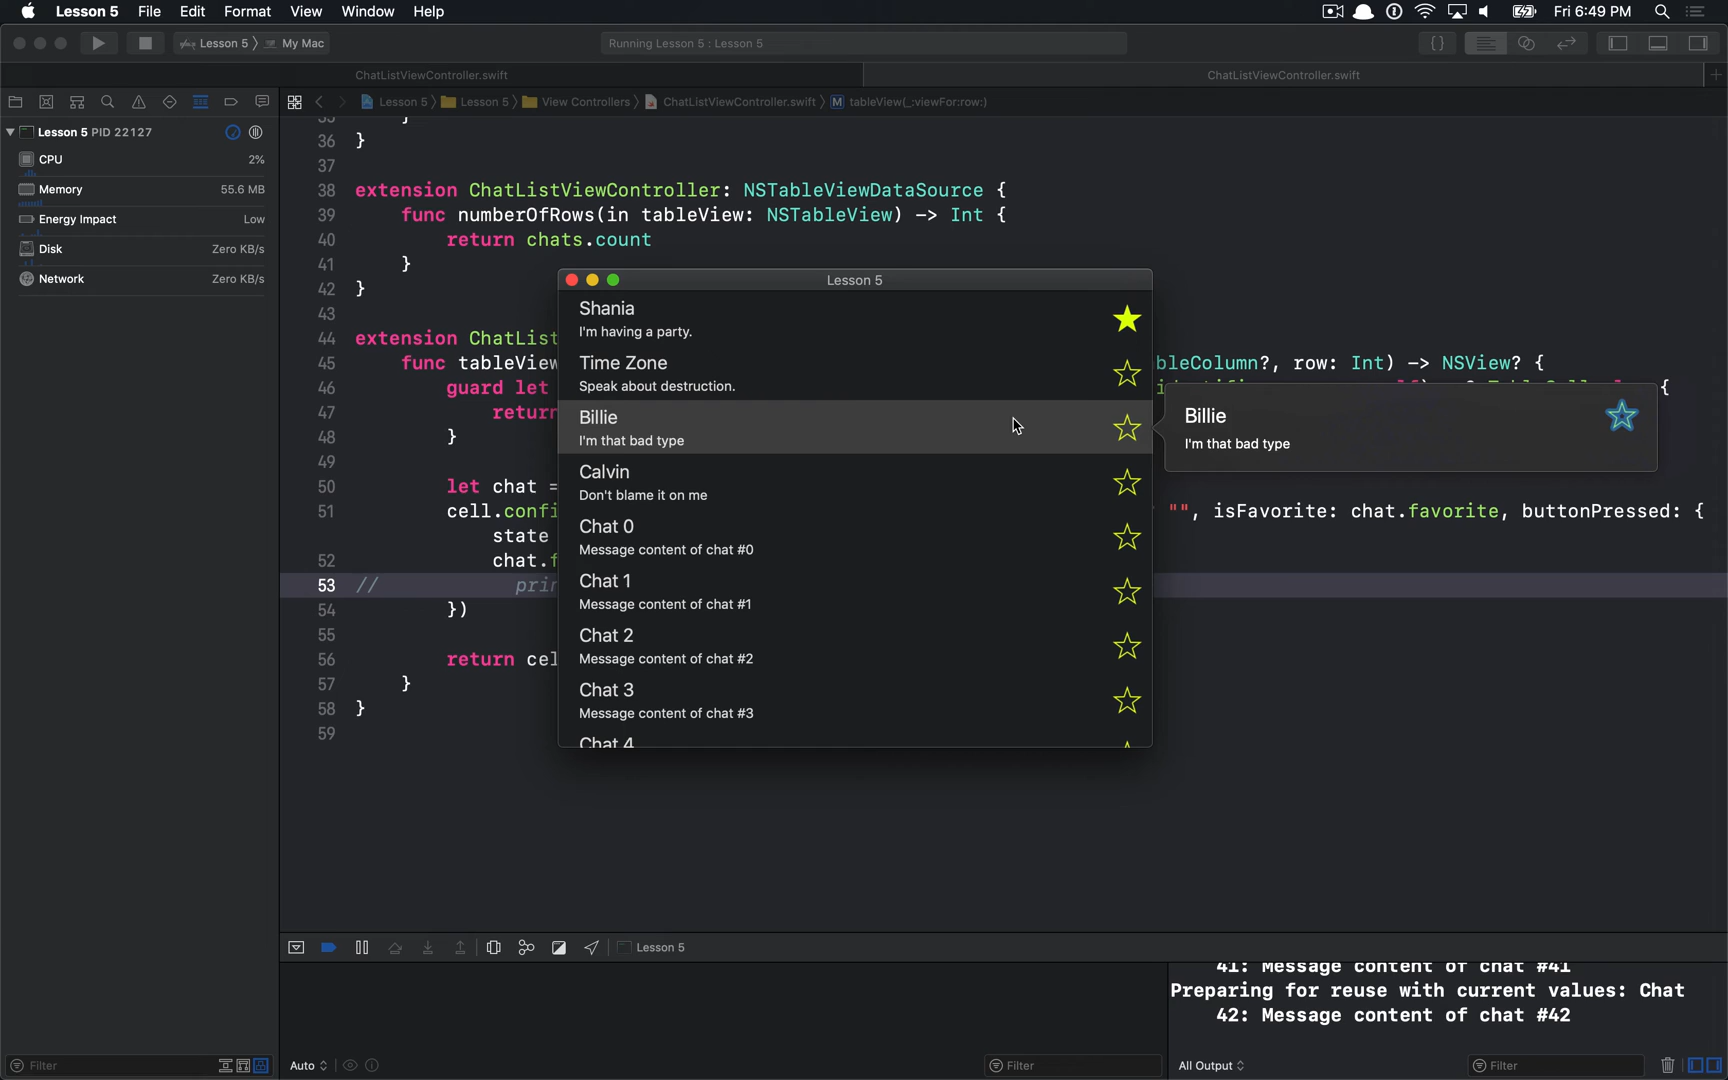 Lesson 5 File Edit Format View Window Help Fri 6:49 PM
Lesson 5 My Mac Running Lesson 5 : Lesson 5 {}
ChatListViewController.swift ChatListViewController.swift
Lesson 5 Lesson 5 View Controllers ChatListViewController.swift M tableView(_:viewFor:row:)
Lesson 5 PID 22127
CPU 2%
Memory 55.6 MB
Energy Impact Low
Disk Zero KB/s
Network Zero KB/s
35 }
36 }
37
38 extension ChatListViewController: NSTableViewDataSource {
39 func numberOfRows(in tableView: NSTableView) -> Int {
40 return chats.count
41 }
42 }
43
44 extension ChatList
45 func tableView bleColumn?, row: Int) -> NSView? {
46 guard let {
47 return
48 }
49
50 let chat =
51 cell.confi "", isFavorite: chat.favorite, buttonPressed: {
state
52 chat.f
53 // prin
54 })
55
56 return cel
57 }
58 }
59
Lesson 5
Shania
I'm having a party.
Time Zone
Speak about destruction.
Billie
I'm that bad type
Calvin
Don't blame it on me
Chat 0
Message content of chat #0
Chat 1
Message content of chat #1
Chat 2
Message content of chat #2
Chat 3
Message content of chat #3
Chat 4
Billie
I'm that bad type
Lesson 5
41: Message content of chat #41
Preparing for reuse with current values: Chat
42: Message content of chat #42
Filter Auto Filter All Output Filter